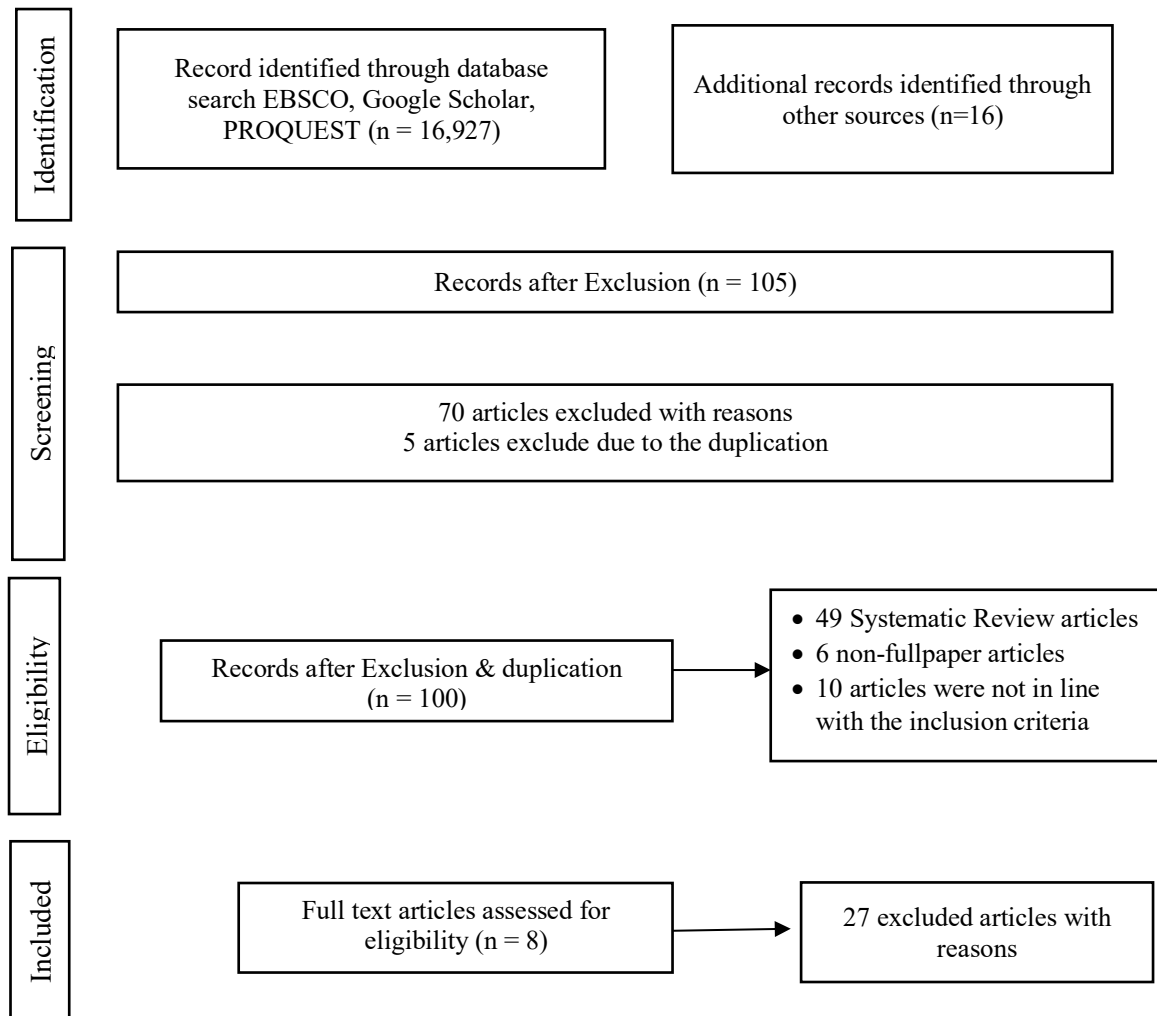 Identification
Record identified through database
search EBSCO, Google Scholar,
PROQUEST (n = 16,927)
Additional records identified through
other sources (n=16)
Screening
Records after Exclusion (n = 105)
70 articles excluded with reasons
5 articles exclude due to the duplication
Eligibility
Records after Exclusion & duplication
(n = 100)
• 49 Systematic Review articles
• 6 non-fullpaper articles
• 10 articles were not in line
with the inclusion criteria
Included
Full text articles assessed for
eligibility (n = 8)
27 excluded articles with
reasons